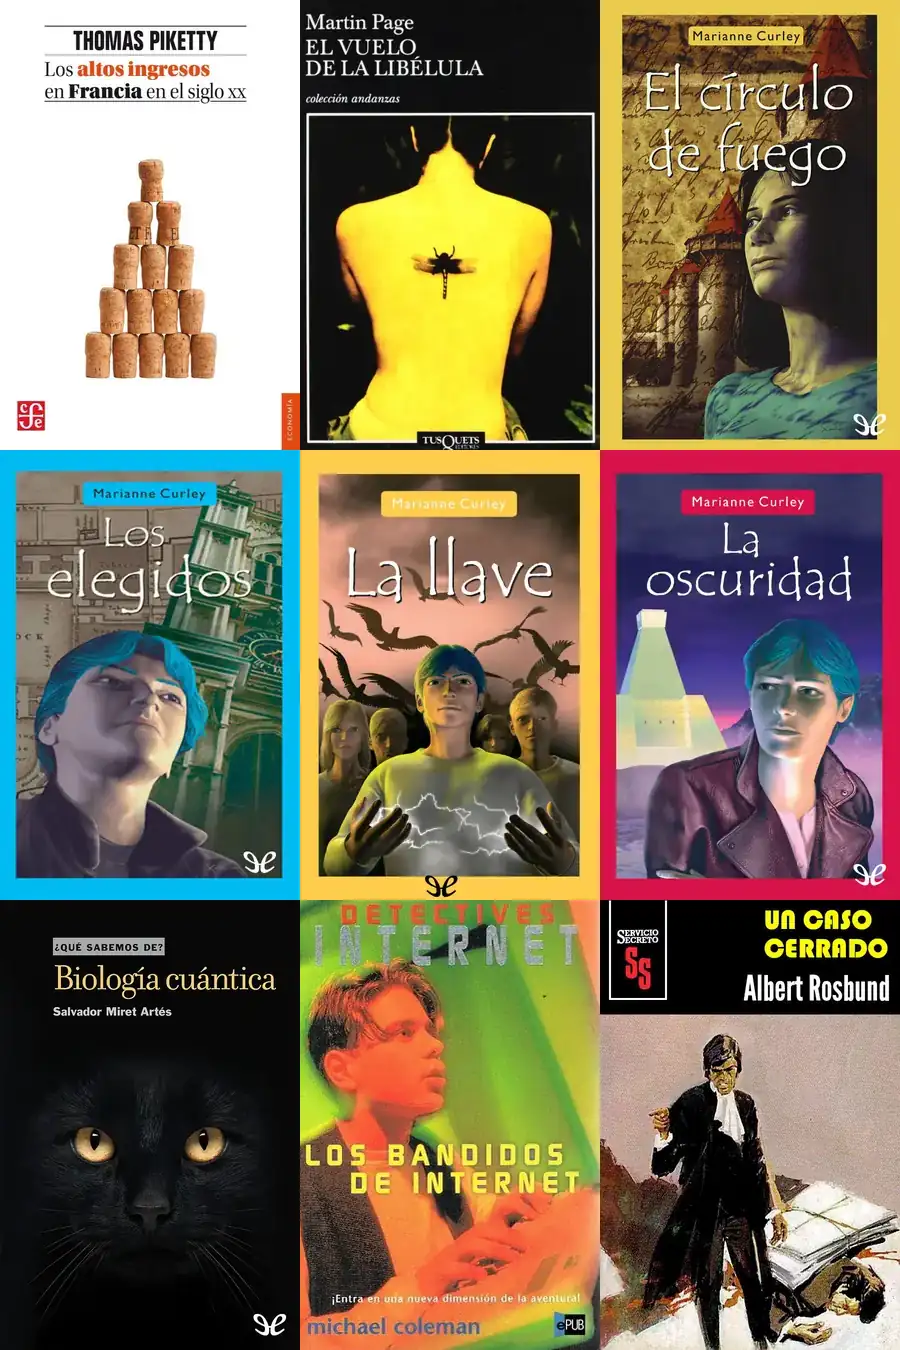 THOMAS PIKETTY
Los altos ingresos
en Francia en el siglo XX
cfe
ECONOMÍA
Martin Page
EL VUELO
DE LA LIBÉLULA
colección andanzas
TUSQUETS
EDITORES
Marianne Curley
El círculo
de fuego
Marianne Curley
Los
elegidos
Marianne Curley
La llave
Marianne Curley
La
oscuridad
¿QUÉ SABEMOS DE?
Biología cuántica
Salvador Miret Artés
DETECTIVES
INTERNET
LOS BANDIDOS
DE INTERNET
¡Entra en una nueva dimensión de la aventura!
michael coleman
ePUB
SERVICIO
SECRETO
SS
UN CASO
CERRADO
Albert Rosbund